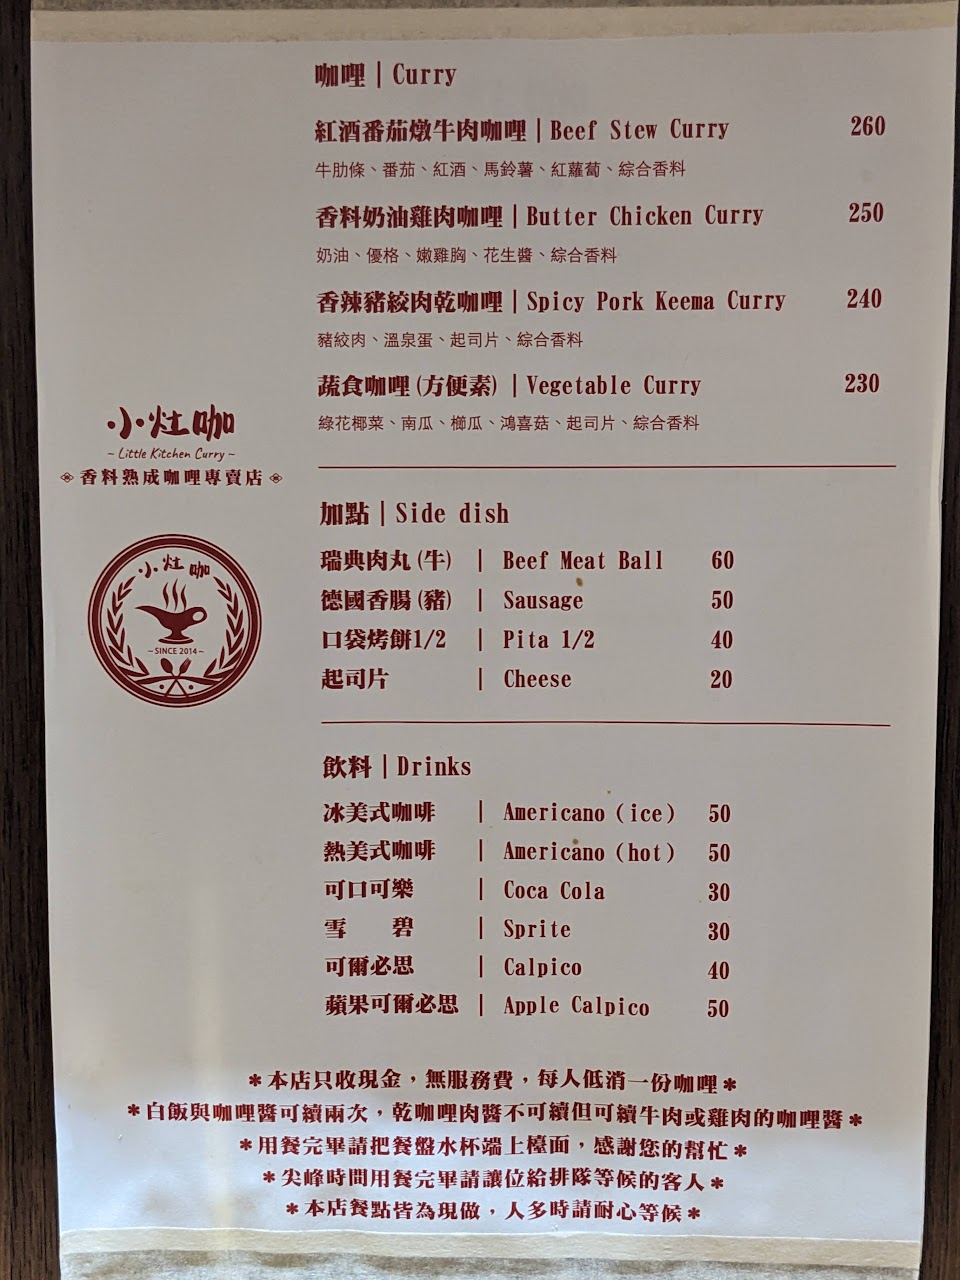 咖哩｜Curry
紅酒番茄燉牛肉咖哩｜Beef Stew Curry 260
牛肋條、番茄、紅酒、馬鈴薯、紅蘿蔔、綜合香料
香料奶油雞肉咖哩｜Butter Chicken Curry 250
奶油、優格、嫩雞胸、花生醬、綜合香料
香辣豬絞肉乾咖哩｜Spicy Pork Keema Curry 240
豬絞肉、溫泉蛋、起司片、綜合香料
蔬食咖哩(方便素)｜Vegetable Curry 230
綠花椰菜、南瓜、櫛瓜、鴻喜菇、起司片、綜合香料
小灶咖
~ Little Kitchen Curry ~
香料熟成咖哩專賣店
小灶咖
~ SINCE 2014 ~
加點｜Side dish
瑞典肉丸(牛)｜Beef Meat Ball 60
德國香腸(豬)｜Sausage 50
口袋烤餅1/2｜Pita 1/2 40
起司片｜Cheese 20
飲料｜Drinks
冰美式咖啡｜Americano (ice) 50
熱美式咖啡｜Americano (hot) 50
可口可樂｜Coca Cola 30
雪 碧｜Sprite 30
可爾必思｜Calpico 40
蘋果可爾必思｜Apple Calpico 50
＊本店只收現金，無服務費，每人低消一份咖哩＊
＊白飯與咖哩醬可續兩次，乾咖哩肉醬不可續但可續牛肉或雞肉的咖哩醬＊
＊用餐完畢請把餐盤水杯端上檯面，感謝您的幫忙＊
＊尖峰時間用餐完畢請讓位給排隊等候的客人＊
＊本店餐點皆為現做，人多時請耐心等候＊